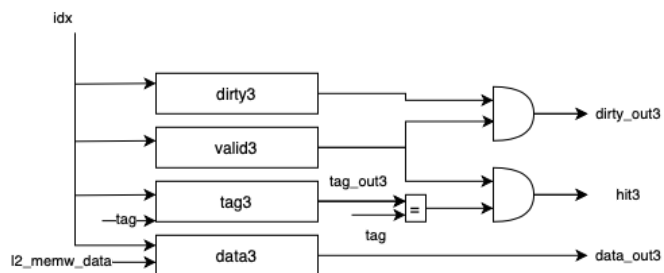 idx
dirty3
dirty_out3
valid3
tag_out3
tag3
hit3
tag
=
tag
data3
l2_memw_data
data_out3